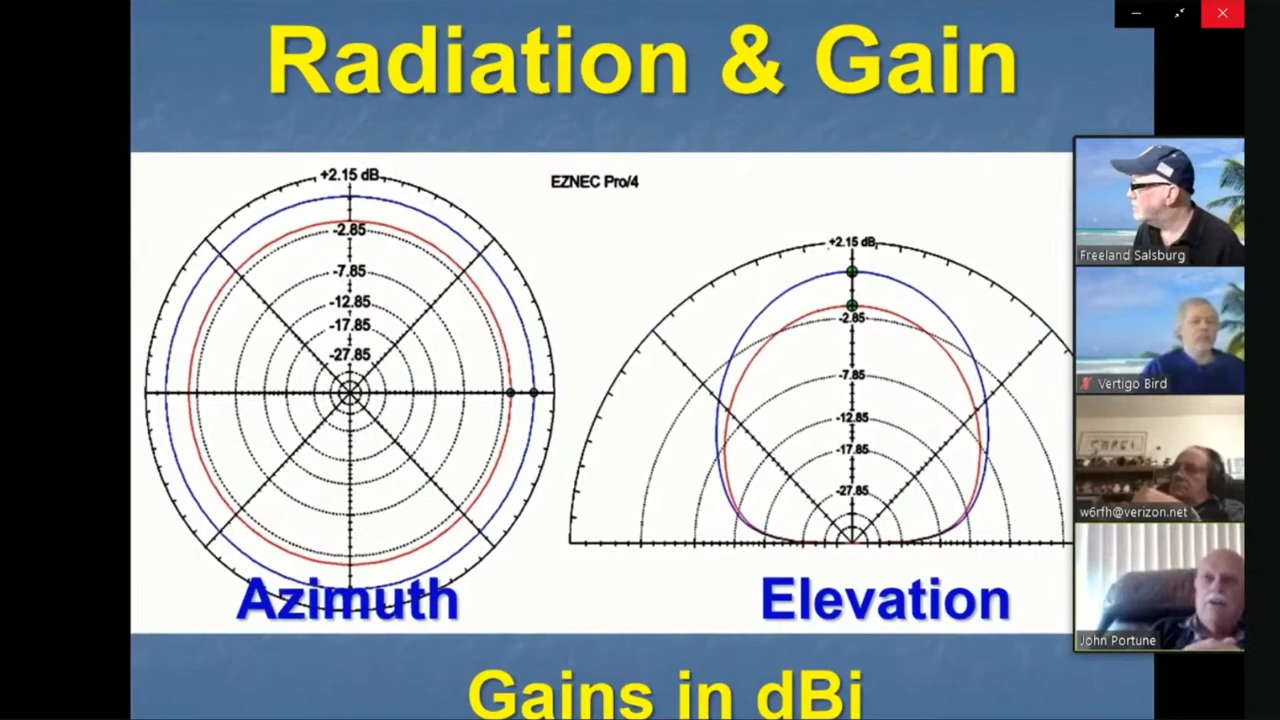 Radiation & Gain
+2.15 dB
-2.85
-7.85
-12.85
-17.85
-27.85
EZNEC Pro/4
+2.15 dB
-2.85
-7.85
-12.85
-17.85
-27.85
Azimuth
Elevation
Gains in dBi
Freeland Salsburg
Vertigo Bird
w6rfh@verizon.net
John Portune